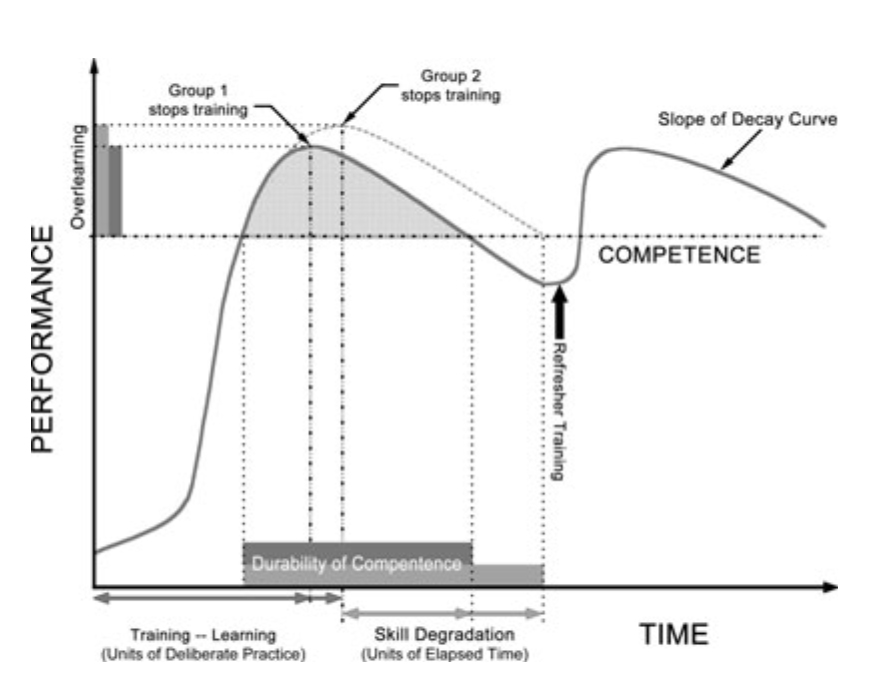 Group 1
stops training
Group 2
stops training
Slope of Decay Curve
Overlearning
PERFORMANCE
COMPETENCE
Refresher Training
Durability of Compentence
Training -- Learning
(Units of Deliberate Practice)
Skill Degradation
(Units of Elapsed Time)
TIME